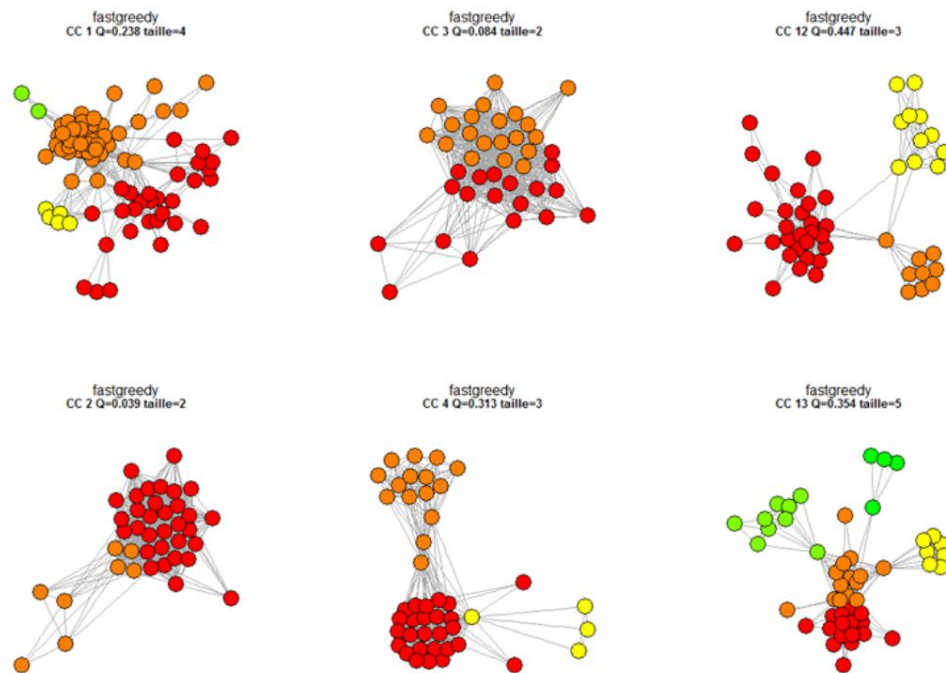 fastgreedy
CC 1 Q=0.238 taille=4
fastgreedy
CC 3 Q=0.084 taille=2
fastgreedy
CC 12 Q=0.447 taille=3
fastgreedy
CC 2 Q=0.039 taille=2
fastgreedy
CC 4 Q=0.313 taille=3
fastgreedy
CC 13 Q=0.354 taille=5